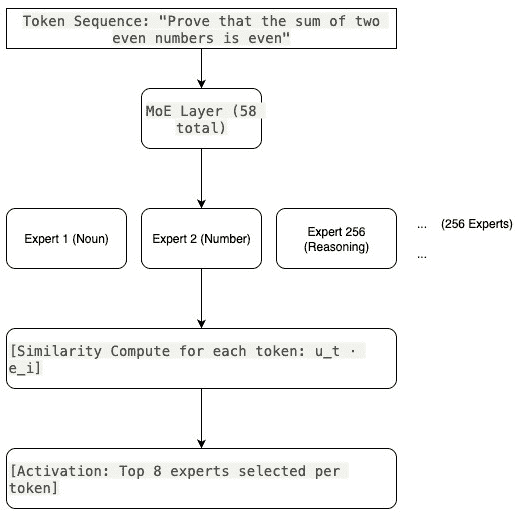 Token Sequence: "Prove that the sum of two
even numbers is even"
MoE Layer (58
total)
Expert 1 (Noun)
Expert 2 (Number)
Expert 256
(Reasoning)
... (256 Experts)
...
[Similarity Compute for each token: u_t ·
e_i]
[Activation: Top 8 experts selected per
token]